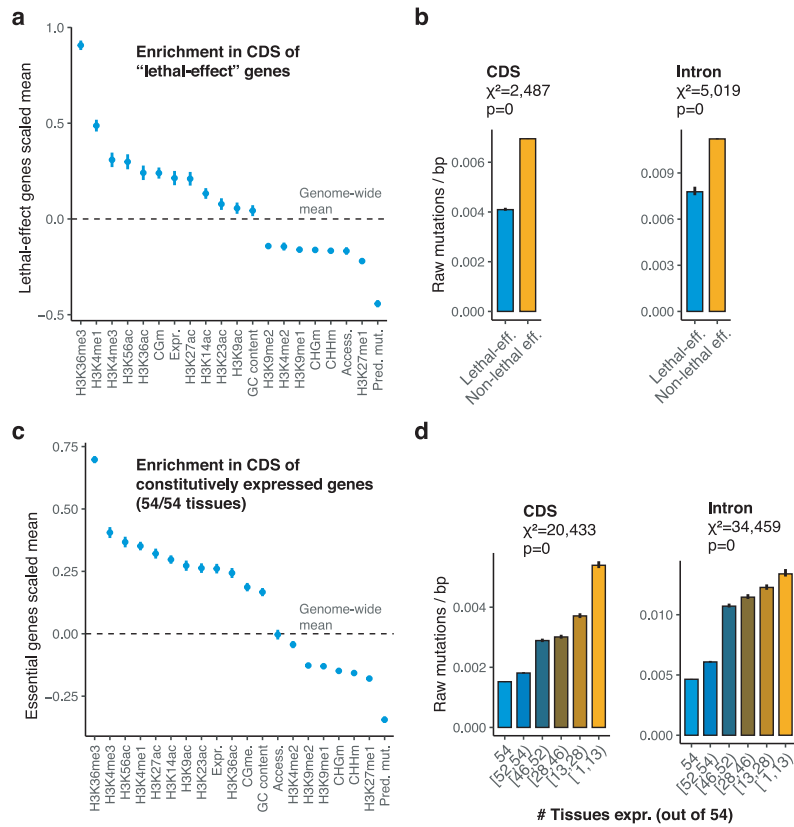 a
Enrichment in CDS of
“lethal-effect” genes
Lethal-effect genes scaled mean
1.0
0.5
0.0
−0.5
Genome-wide
mean
H3K36me3
H3K4me1
H3K4me3
H3K56ac
H3K36ac
CGm
Expr.
H3K27ac
H3K14ac
H3K23ac
H3K9ac
GC content
H3K9me2
H3K4me2
H3K9me1
CHGm
CHHm
Access.
H3K27me1
Pred. mut.
b
CDS
χ²=2,487
p=0
Raw mutations / bp
0.006
0.004
0.002
0.000
Lethal-eff.
Non-lethal eff.
Intron
χ²=5,019
p=0
0.009
0.006
0.003
0.000
Lethal-eff.
Non-lethal eff.
c
Enrichment in CDS of
constitutively expressed genes
(54/54 tissues)
Essential genes scaled mean
0.75
0.50
0.25
0.00
−0.25
Genome-wide
mean
H3K36me3
H3K4me3
H3K56ac
H3K4me1
H3K27ac
H3K14ac
H3K9ac
H3K23ac
Expr.
H3K36ac
CGme.
GC content
Access.
H3K4me2
H3K9me2
H3K9me1
CHGm
CHHm
H3K27me1
Pred. mut.
d
CDS
χ²=20,433
p=0
Raw mutations / bp
0.004
0.002
0.000
54
[52,54)
[46,52)
[28,46)
[13,28)
[`1,13)
Intron
χ²=34,459
p=0
0.010
0.005
0.000
54
[52,54)
[46,52)
[28,46)
[13,28)
[`1,13)
# Tissues expr. (out of 54)